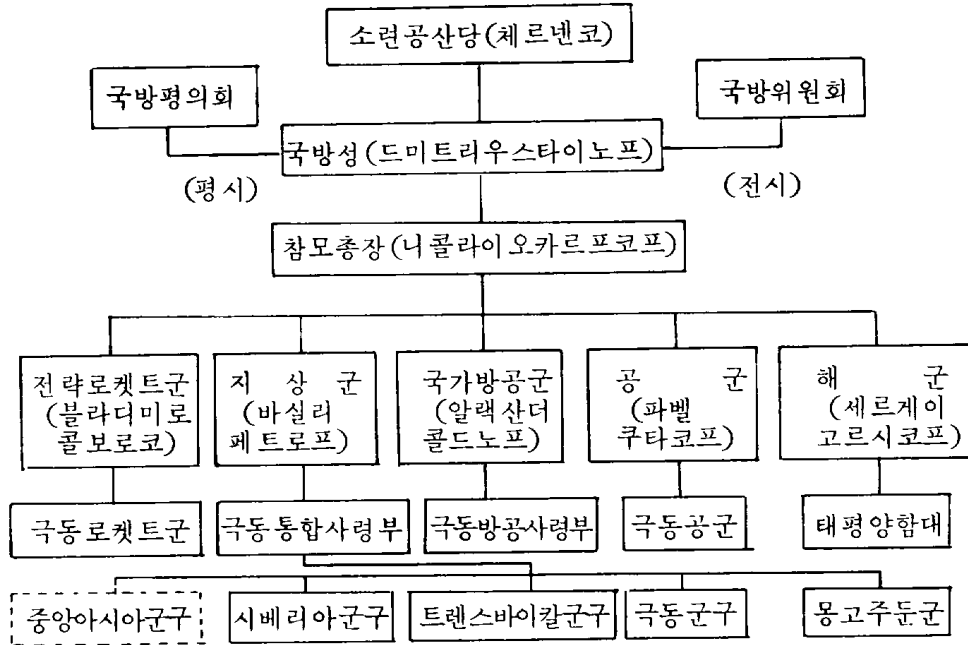 소련공산당(체르넨코)
국방평의회
국방위원회
국방성(드미트리우스타이노프)
(평시)
(전시)
참모총장(니콜라이오카르프코프)
전략로켓트군
(블라디미로
콜보로코)
지상군
(바실리
페트로프)
국가방공군
(알랙산더
콜드노프)
공군
(파벨
쿠타코프)
해군
(세르게이
고르시코프)
극동로켓트군
극동통합사령부
극동방공사령부
극동공군
태평양함대
중앙아시아군구
시베리아군구
트렌스바이칼군구
극동군구
몽고주둔군